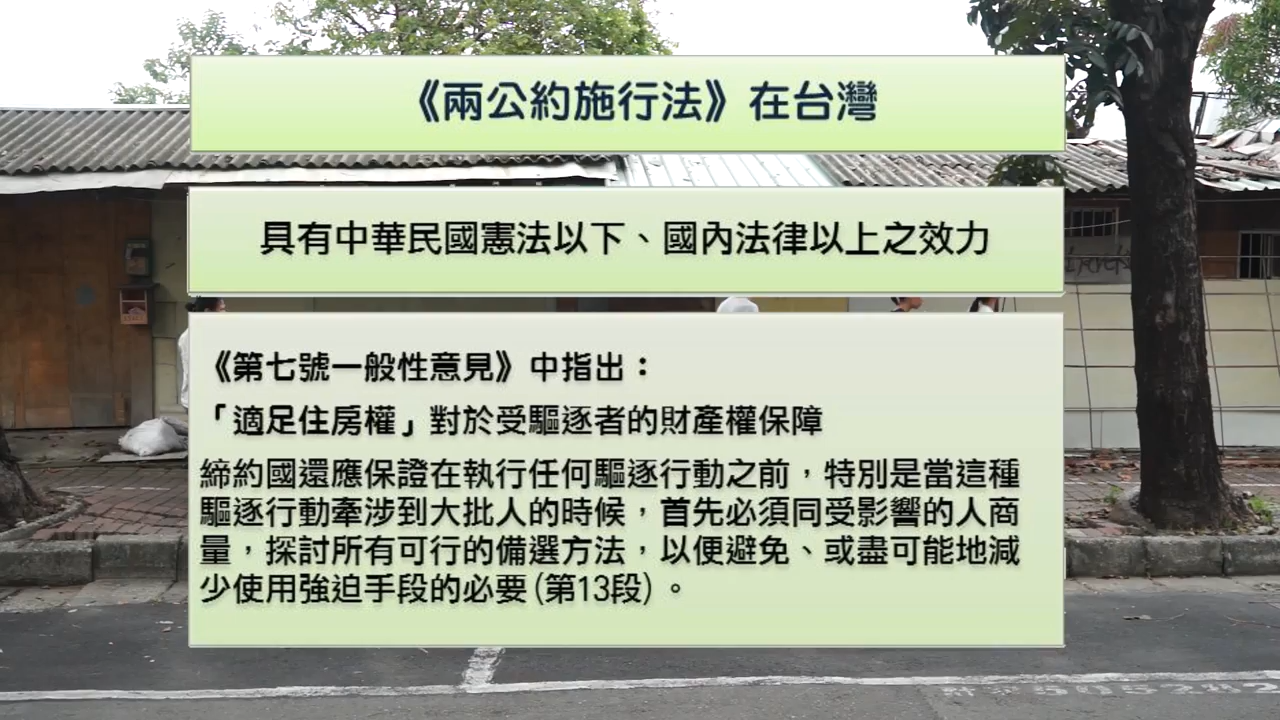 《兩公約施行法》在台灣
具有中華民國憲法以下、國內法律以上之效力
《第七號一般性意見》中指出：
「適足住房權」對於受驅逐者的財產權保障
締約國還應保證在執行任何驅逐行動之前，特別是當這種
驅逐行動牽涉到大批人的時候，首先必須同受影響的人商
量，探討所有可行的備選方法，以便避免、或盡可能地減
少使用強迫手段的必要(第13段)。